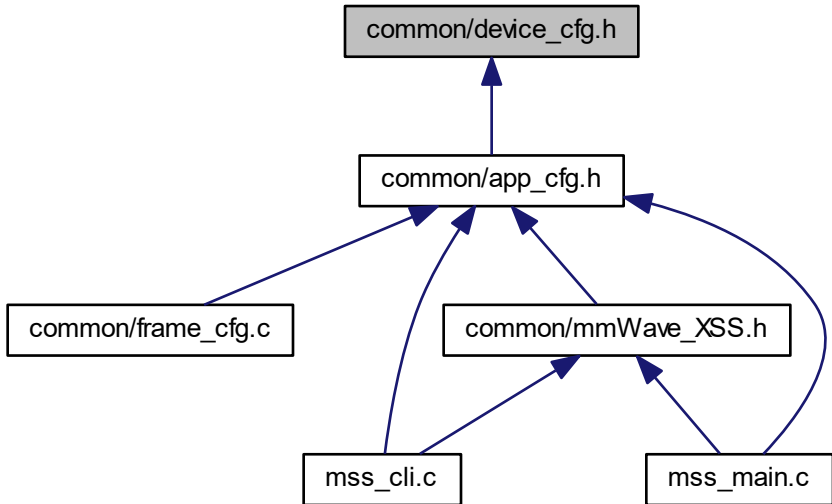 common/device_cfg.h
common/app_cfg.h
common/frame_cfg.c
common/mmWave_XSS.h
mss_cli.c
mss_main.c